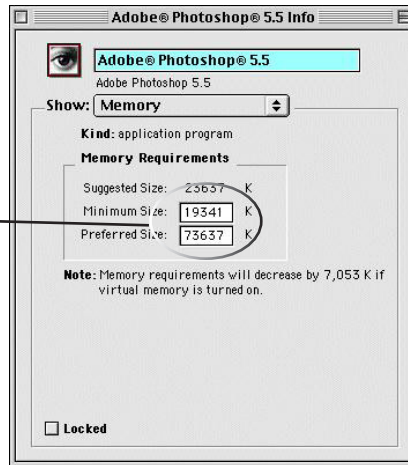 Adobe® Photoshop® 5.5 Info
Adobe® Photoshop® 5.5
Adobe Photoshop 5.5
Show: Memory
Kind: application program
Memory Requirements
Suggested Size: 23637 K
Minimum Size: 19341 K
Preferred Size: 73637 K
Note: Memory requirements will decrease by 7,053 K if
virtual memory is turned on.
Locked